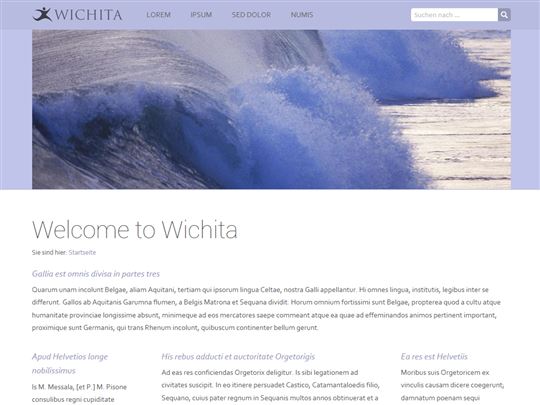 WICHITA LOREM IPSUM SED DOLOR NUMIS Suchen nach ...
Welcome to Wichita
Sie sind hier: Startseite
Gallia est omnis divisa in partes tres
Quarum unam incolunt Belgae, aliam Aquitani, tertiam qui ipsorum lingua Celtae, nostra Galli appellantur. Hi omnes lingua, institutis, legibus inter se
differunt. Gallos ab Aquitanis Garumna flumen, a Belgis Matrona et Sequana dividit. Horum omnium fortissimi sunt Belgae, propterea quod a cultu atque
humanitate provinciae longissime absunt, minimeque ad eos mercatores saepe commeant atque ea quae ad effeminandos animos pertinent important,
proximique sunt Germanis, qui trans Rhenum incolunt, quibuscum continenter bellum gerunt.
Apud Helvetios longe
nobilissimus
Is M. Messala, [et P.] M. Pisone
consulibus regni cupiditate
His rebus adducti et auctoritate Orgetorigis
Ad eas res conficiendas Orgetorix deligitur. Is sibi legationem ad
civitates suscipit. In eo itinere persuadet Castico, Catamantaloedis filio,
Sequano, cuius pater regnum in Sequanis multos annos obtinuerat et a
Ea res est Helvetiis
Moribus suis Orgetoricem ex
vinculis causam dicere coegerunt;
damnatum poenam sequi